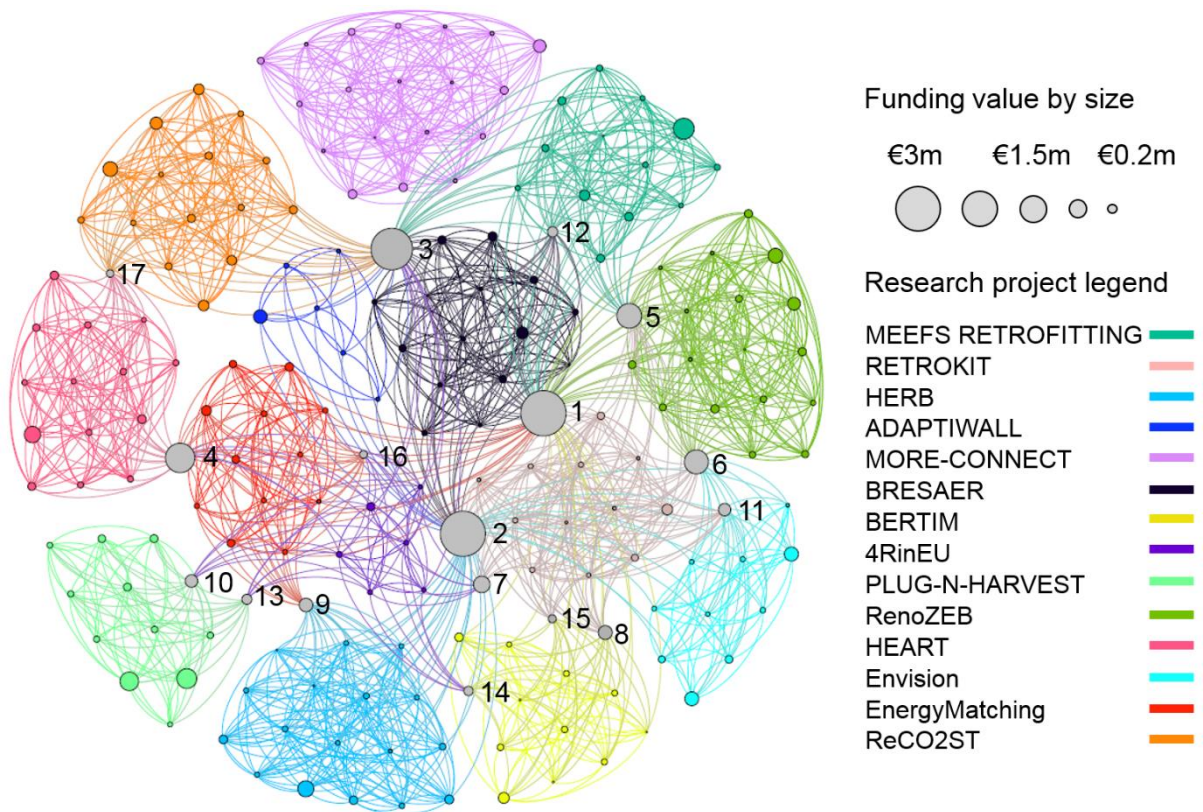 Funding value by size
€3m €1.5m €0.2m
Research project legend
MEEFS RETROFITTING
RETROKIT
HERB
ADAPTIWALL
MORE-CONNECT
BRESAER
BERTIM
4RinEU
PLUG-N-HARVEST
RenoZEB
HEART
Envision
EnergyMatching
ReCO2ST
3
12
17
5
1
4
16
6
11
2
10
13
9
7
15
8
14